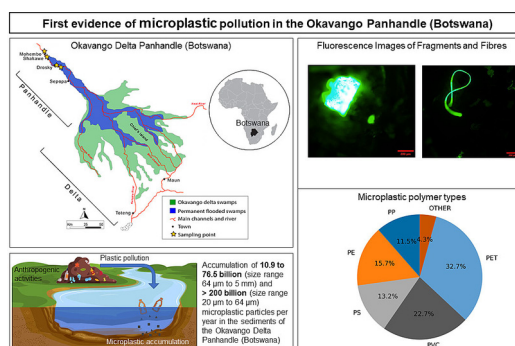 First evidence of microplastic pollution in the Okavango Panhandle (Botswana)
Okavango Delta Panhandle (Botswana)
Mohembo
Shakawe
Drotsky
Sepopa
Panhandle
Delta
Botswana
Maun
Toteng
Okavango delta swamps
Permanent flooded swamps
Main channels and river
Town
Sampling point
Fluorescence Images of Fragments and Fibres
Microplastic polymer types
OTHER
4.3%
PP
11.5%
PE
15.7%
PS
13.2%
PVC
22.7%
PET
32.7%
Plastic pollution
Anthropogenic
activities
Microplastic accumulation
Accumulation of 10.9 to
76.5 billion (size range
64 µm to 5 mm) and
> 200 billion (size range
20 µm to 64 µm)
microplastic particles per
year in the sediments of
the Okavango Delta
Panhandle (Botswana)